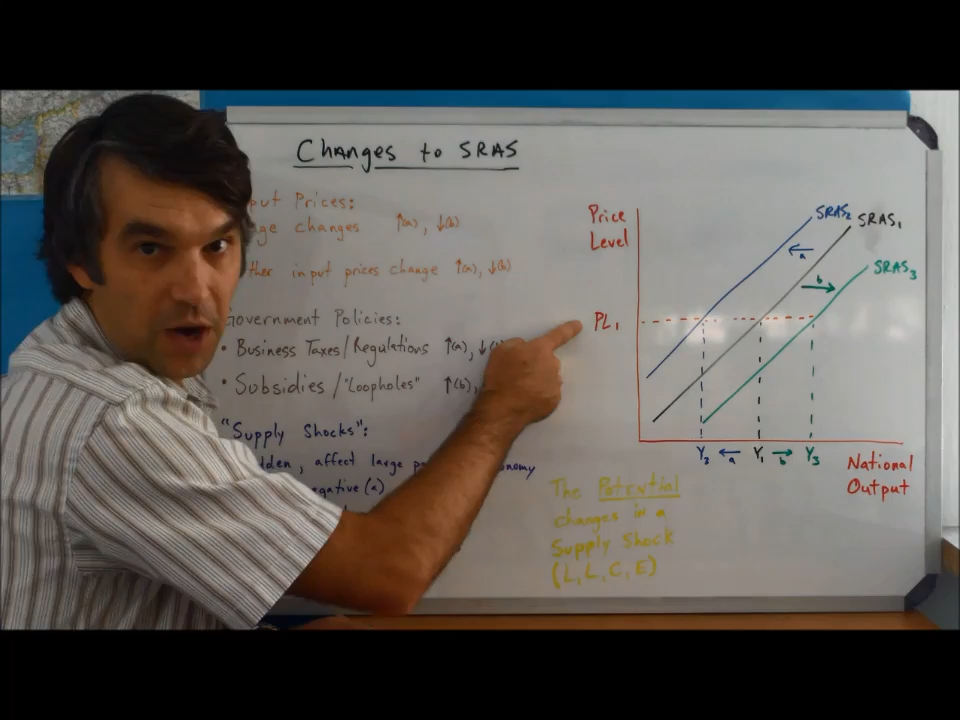 Changes to SRAS
put Prices:
ge changes ↑(a), ↓(b)
ther input prices change ↑(a), ↓(b)
Government Policies:
• Business Taxes/Regulations ↑(a), ↓
• Subsidies/"Loopholes" ↑(b),
"Supply Shocks":
dden, affect large onomy
egative (a)
Price
Level
SRAS2
SRAS1
a
b
SRAS3
PL1
Y2 ← a Y1 → b Y3
National
Output
The Potential
changes in a
Supply Shock
(L, L, C, E)